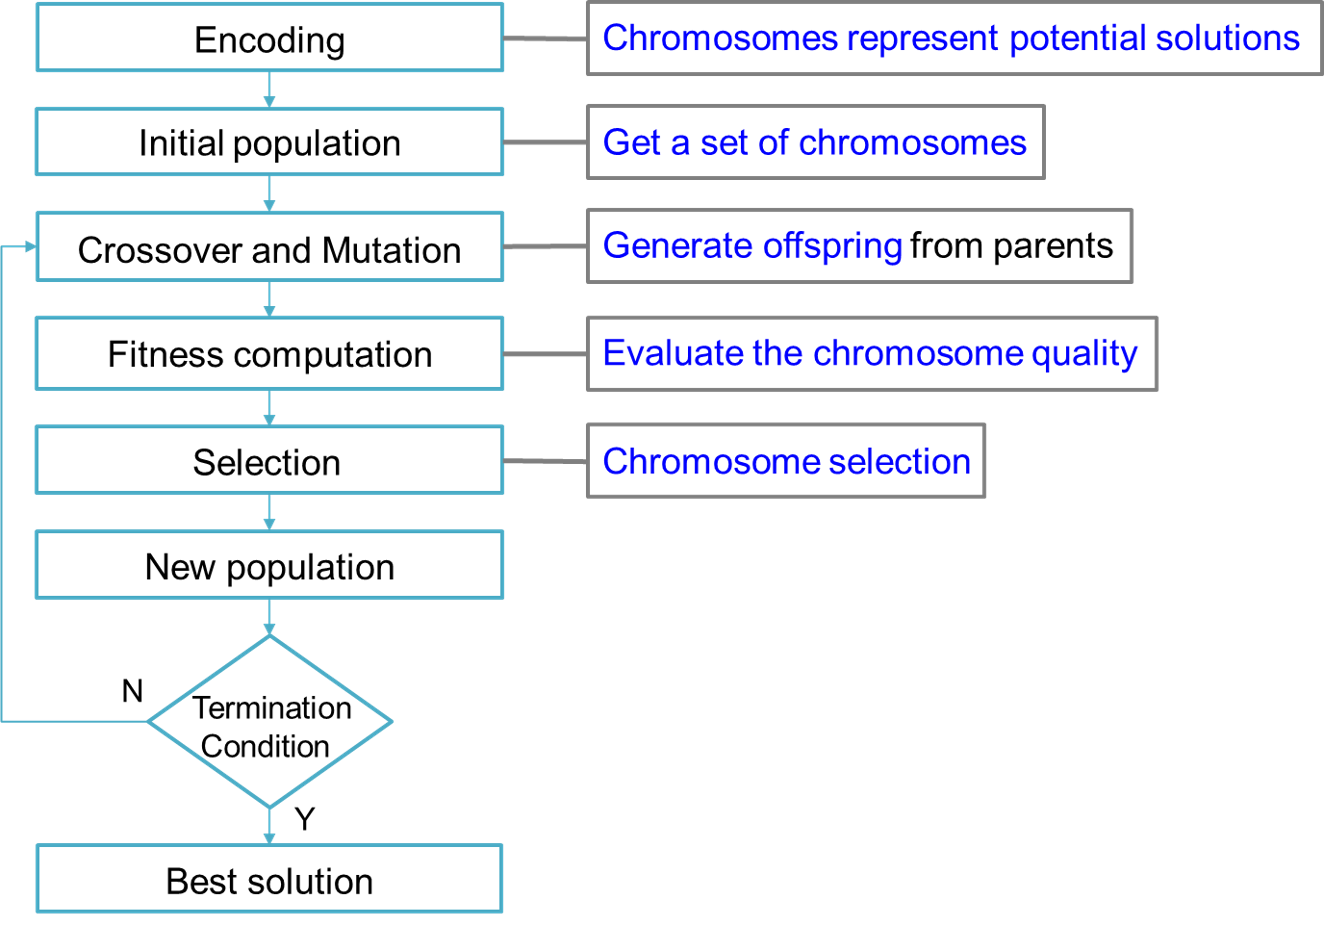 Encoding
Chromosomes represent potential solutions
Initial population
Get a set of chromosomes
Crossover and Mutation
Generate offspring from parents
Fitness computation
Evaluate the chromosome quality
Selection
Chromosome selection
New population
N
Termination
Condition
Y
Best solution